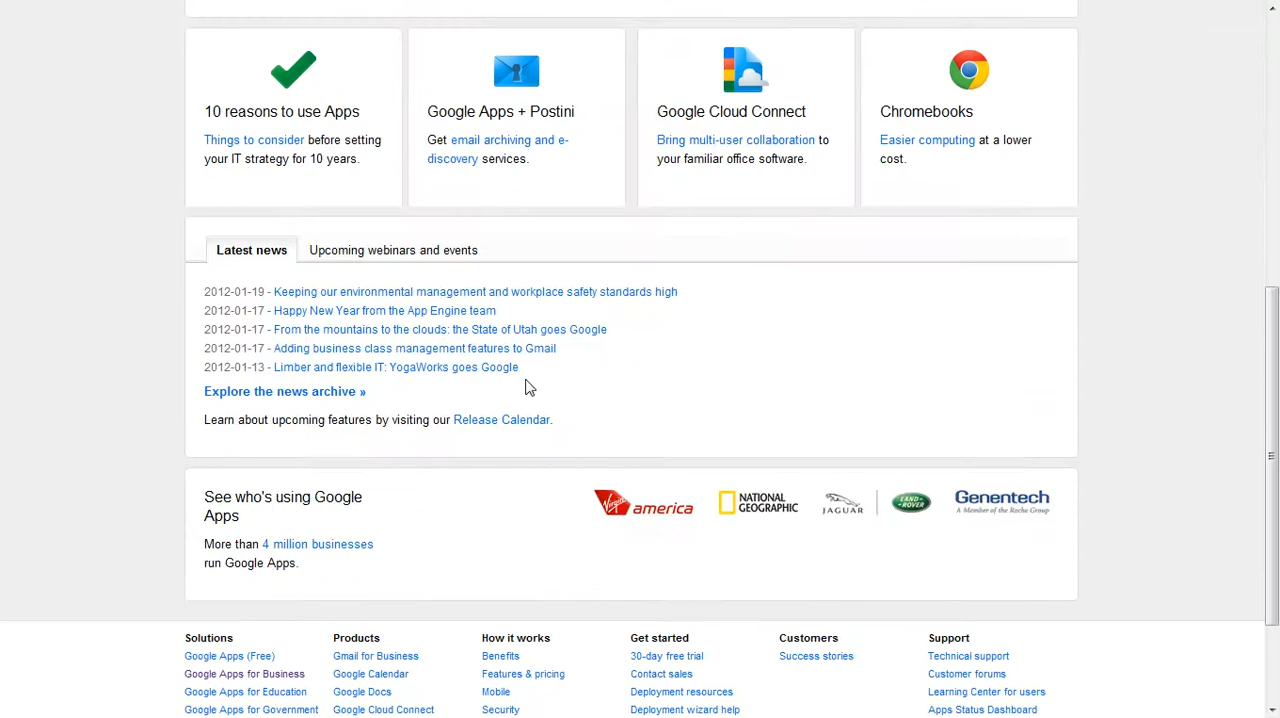 10 reasons to use Apps
Things to consider before setting
your IT strategy for 10 years.
Google Apps + Postini
Get email archiving and e-
discovery services.
Google Cloud Connect
Bring multi-user collaboration to
your familiar office software.
Chromebooks
Easier computing at a lower
cost.
Latest news
Upcoming webinars and events
2012-01-19 - Keeping our environmental management and workplace safety standards high
2012-01-17 - Happy New Year from the App Engine team
2012-01-17 - From the mountains to the clouds: the State of Utah goes Google
2012-01-17 - Adding business class management features to Gmail
2012-01-13 - Limber and flexible IT: YogaWorks goes Google
Explore the news archive »
Learn about upcoming features by visiting our Release Calendar.
See who's using Google
Apps
More than 4 million businesses
run Google Apps.
Virgin america
NATIONAL
GEOGRAPHIC
JAGUAR
LAND ROVER
Genentech
A Member of the Roche Group
Solutions
Google Apps (Free)
Google Apps for Business
Google Apps for Education
Google Apps for Government
Products
Gmail for Business
Google Calendar
Google Docs
Google Cloud Connect
How it works
Benefits
Features & pricing
Mobile
Security
Get started
30-day free trial
Contact sales
Deployment resources
Deployment wizard help
Customers
Success stories
Support
Technical support
Customer forums
Learning Center for users
Apps Status Dashboard